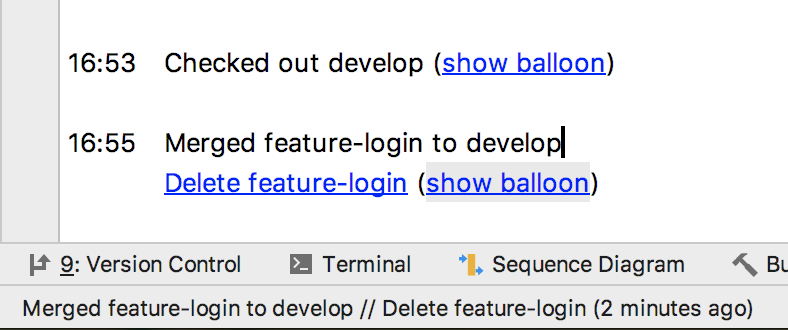 16:53 Checked out develop (show balloon)
16:55 Merged feature-login to develop
Delete feature-login (show balloon)
9: Version Control Terminal Sequence Diagram Bu
Merged feature-login to develop // Delete feature-login (2 minutes ago)